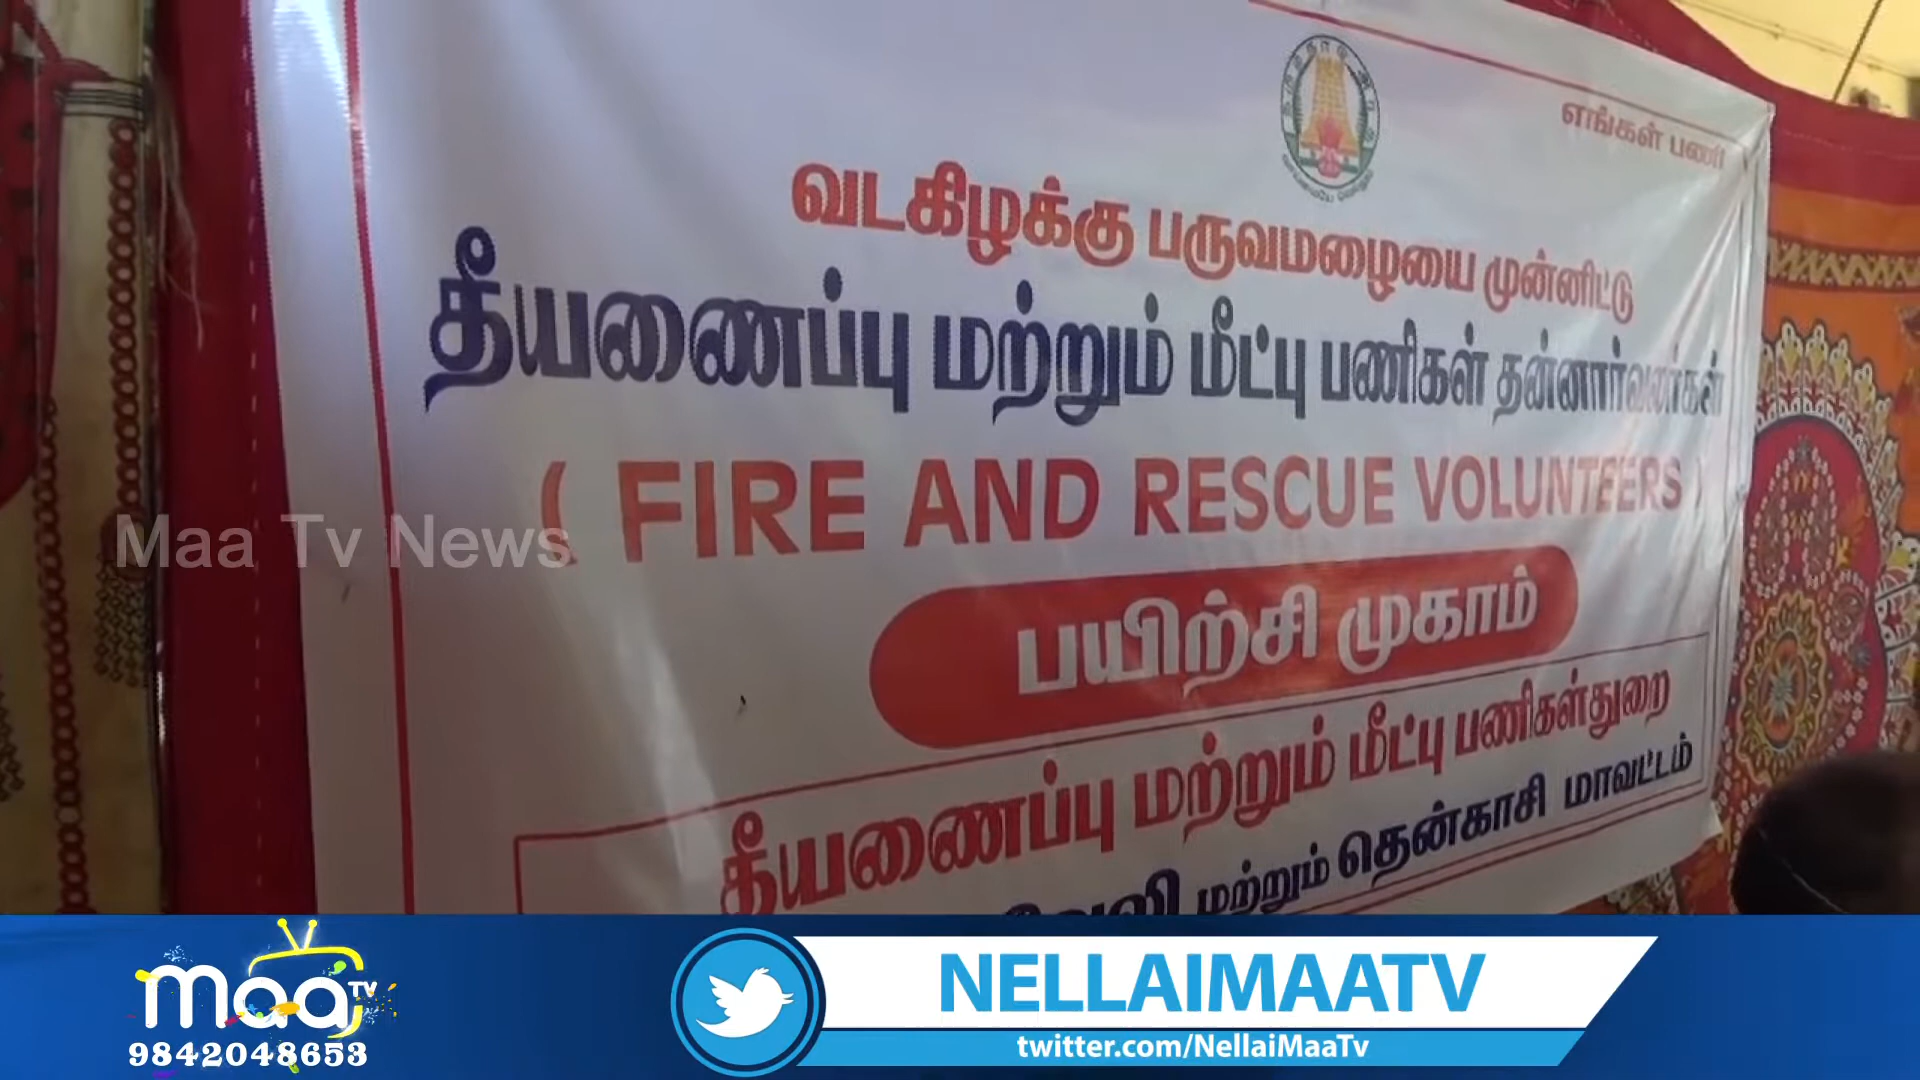 எங்கள் பணி
வடகிழக்கு பருவமழையை முன்னிட்டு
தீயணைப்பு மற்றும் மீட்பு பணிகள் தன்னார்வலர்கள்
( FIRE AND RESCUE VOLUNTEERS )
Maa Tv News
பயிற்சி முகாம்
தீயணைப்பு மற்றும் மீட்பு பணிகள்துறை
மற்றும் தென்காசி மாவட்டம்
maa TV
9842048653
NELLAIMAATV
twitter.com/NellaiMaaTv